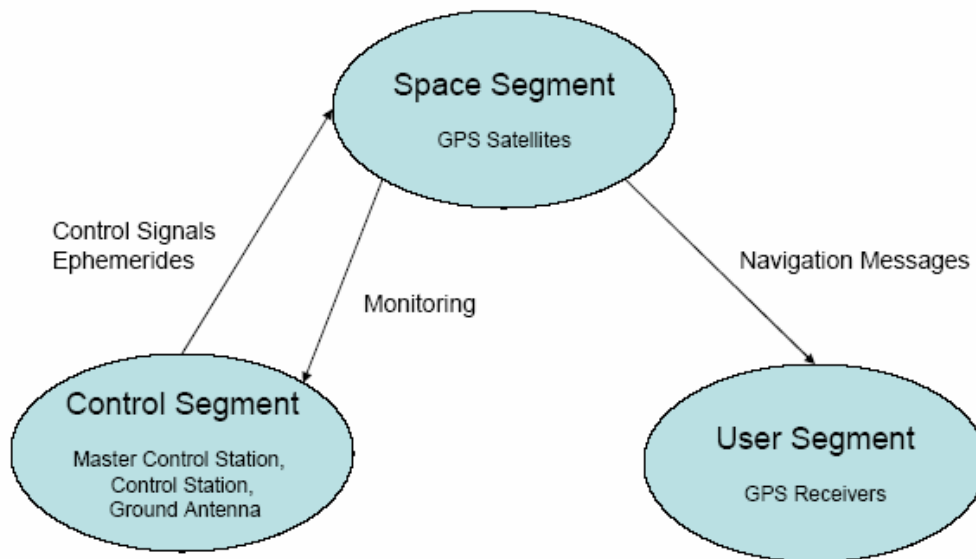 Space Segment
GPS Satellites
Control Signals
Ephemerides
Monitoring
Navigation Messages
Control Segment
Master Control Station,
Control Station,
Ground Antenna
User Segment
GPS Receivers